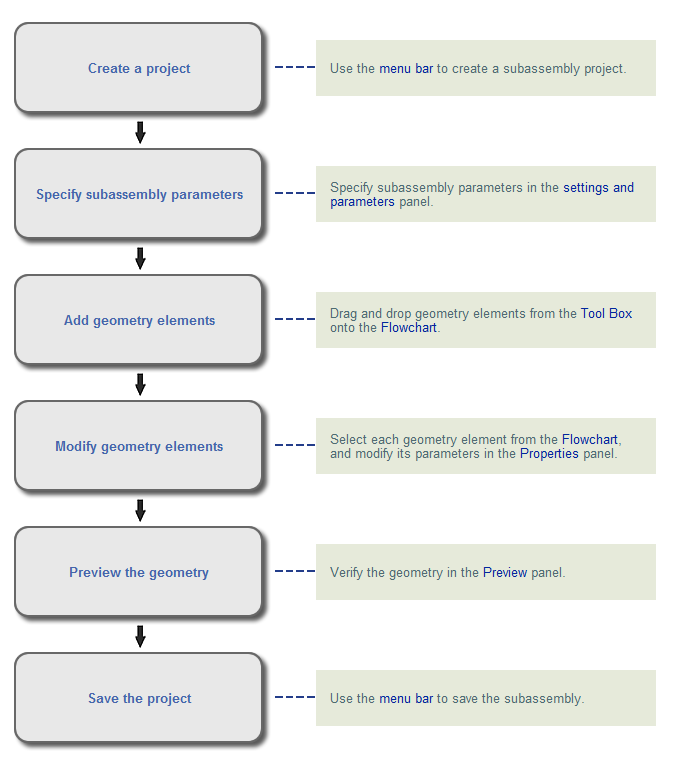 Create a project
Use the menu bar to create a subassembly project.
Specify subassembly parameters
Specify subassembly parameters in the settings and
parameters panel.
Add geometry elements
Drag and drop geometry elements from the Tool Box
onto the Flowchart.
Modify geometry elements
Select each geometry element from the Flowchart,
and modify its parameters in the Properties panel.
Preview the geometry
Verify the geometry in the Preview panel.
Save the project
Use the menu bar to save the subassembly.